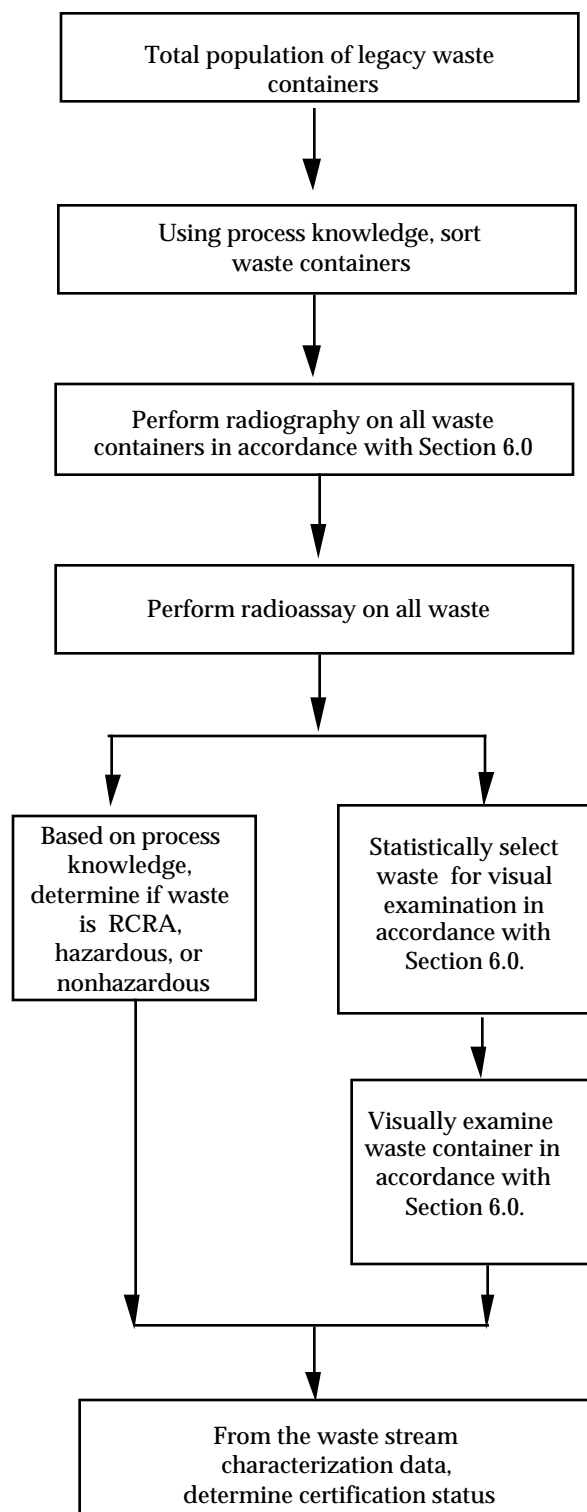 Total population of legacy waste
containers
Using process knowledge, sort
waste containers
Perform radiography on all waste
containers in accordance with Section 6.0
Perform radioassay on all waste
Based on process
knowledge,
determine if waste
is RCRA,
hazardous, or
nonhazardous
Statistically select
waste for visual
examination in
accordance with
Section 6.0.
Visually examine
waste container in
accordance with
Section 6.0.
From the waste stream
characterization data,
determine certification status